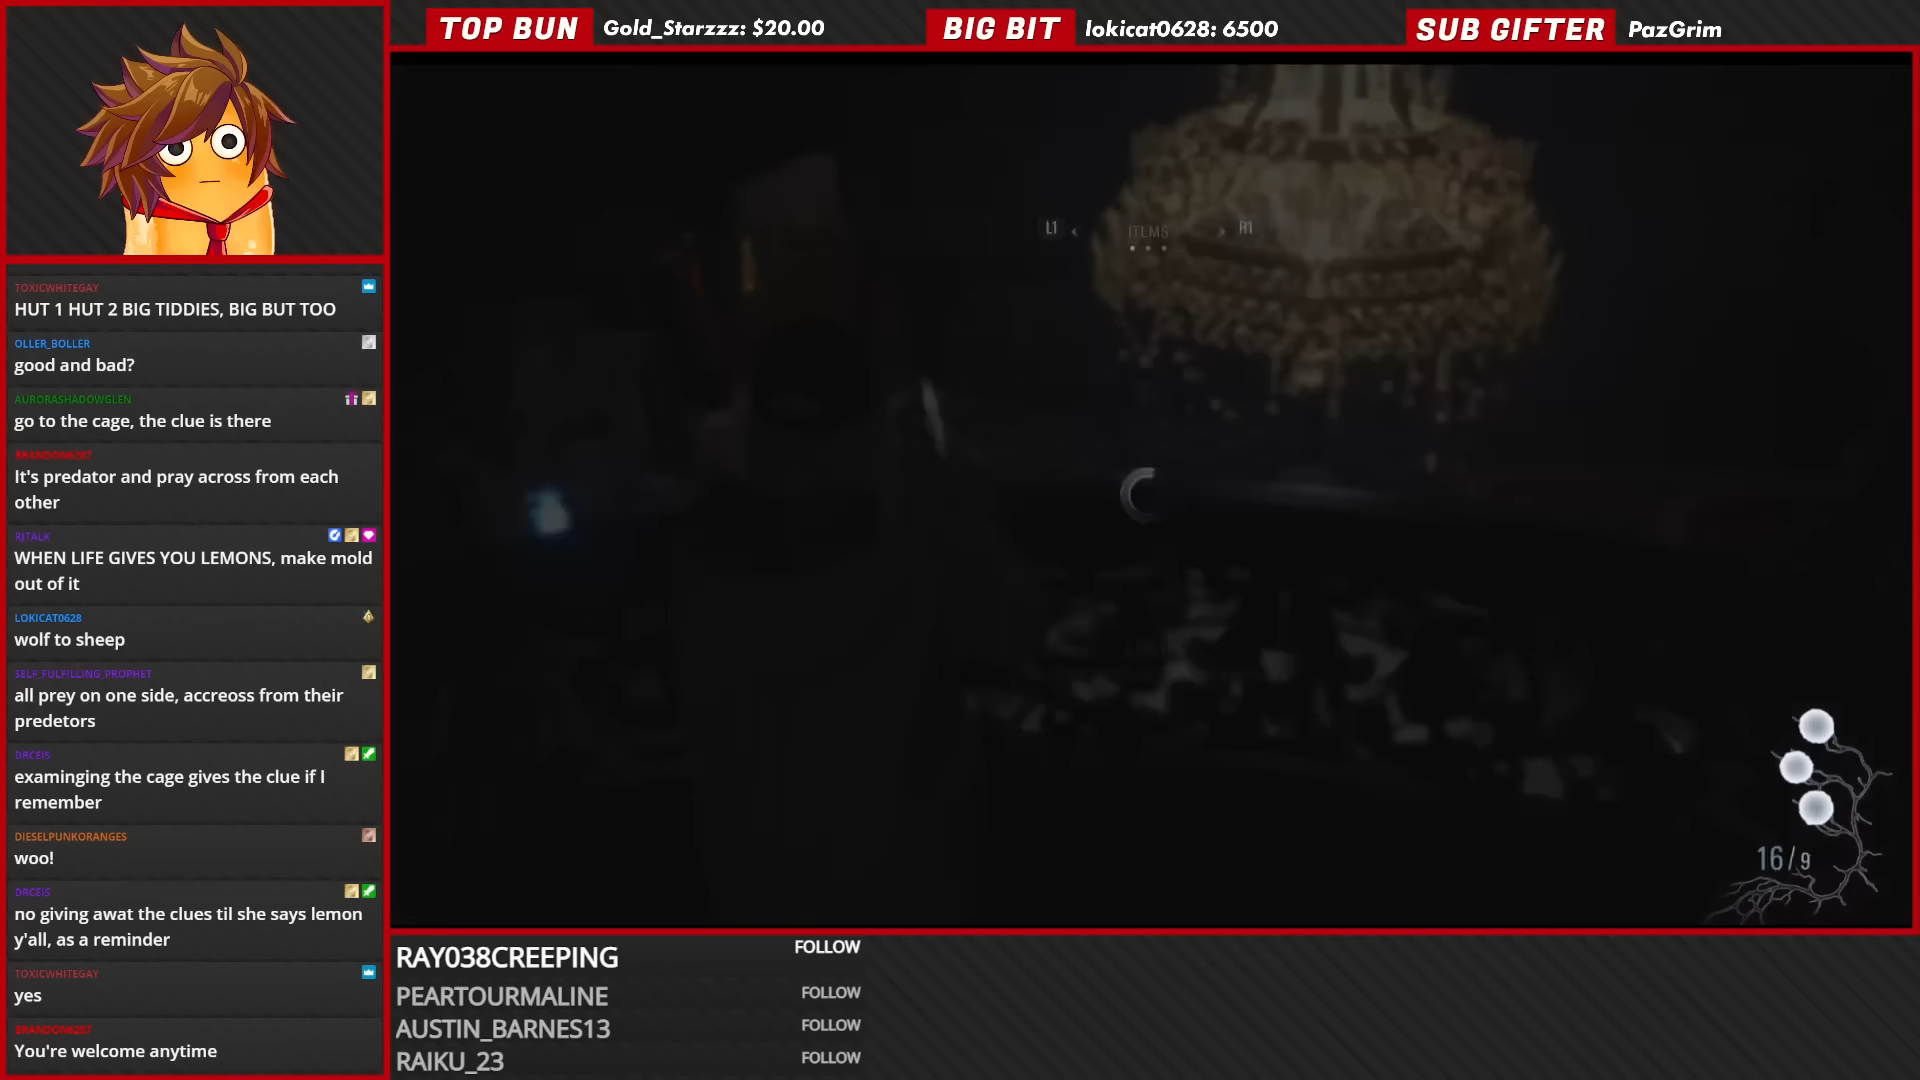 TOP BUN Gold_Starzzz: $20.00 BIG BIT lokicat0628: 6500 SUB GIFTER PazGrim
L1 ITEMS R1
TOXICWHITEGAY
HUT 1 HUT 2 BIG TIDDIES, BIG BUT TOO
OLLER_BOLLER
good and bad?
AURORASHADOWGLEN
go to the cage, the clue is there
BRANDON6287
It's predator and pray across from each
other
RJTALK
WHEN LIFE GIVES YOU LEMONS, make mold
out of it
LOKICAT0628
wolf to sheep
SELF_FULFILLING_PROPHET
all prey on one side, accreoss from their
predetors
DRCEIS
examinging the cage gives the clue if I
remember
DIESELPUNKORANGES
woo!
DRCEIS
no giving awat the clues til she says lemon
y'all, as a reminder
TOXICWHITEGAY
yes
BRANDON6287
You're welcome anytime
16/9
RAY038CREEPING FOLLOW
PEARTOURMALINE FOLLOW
AUSTIN_BARNES13 FOLLOW
RAIKU_23 FOLLOW